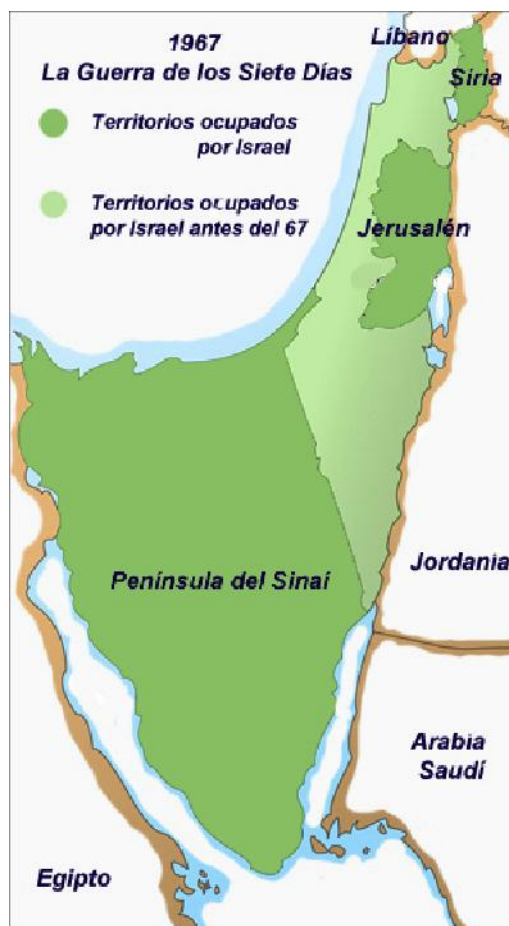 1967
La Guerra de los Siete Días
Territorios ocupados
por Israel
Territorios ocupados
por Israel antes del 67
Líbano
Siria
Jerusalén
Península del Sinaí
Jordania
Arabia
Saudí
Egipto